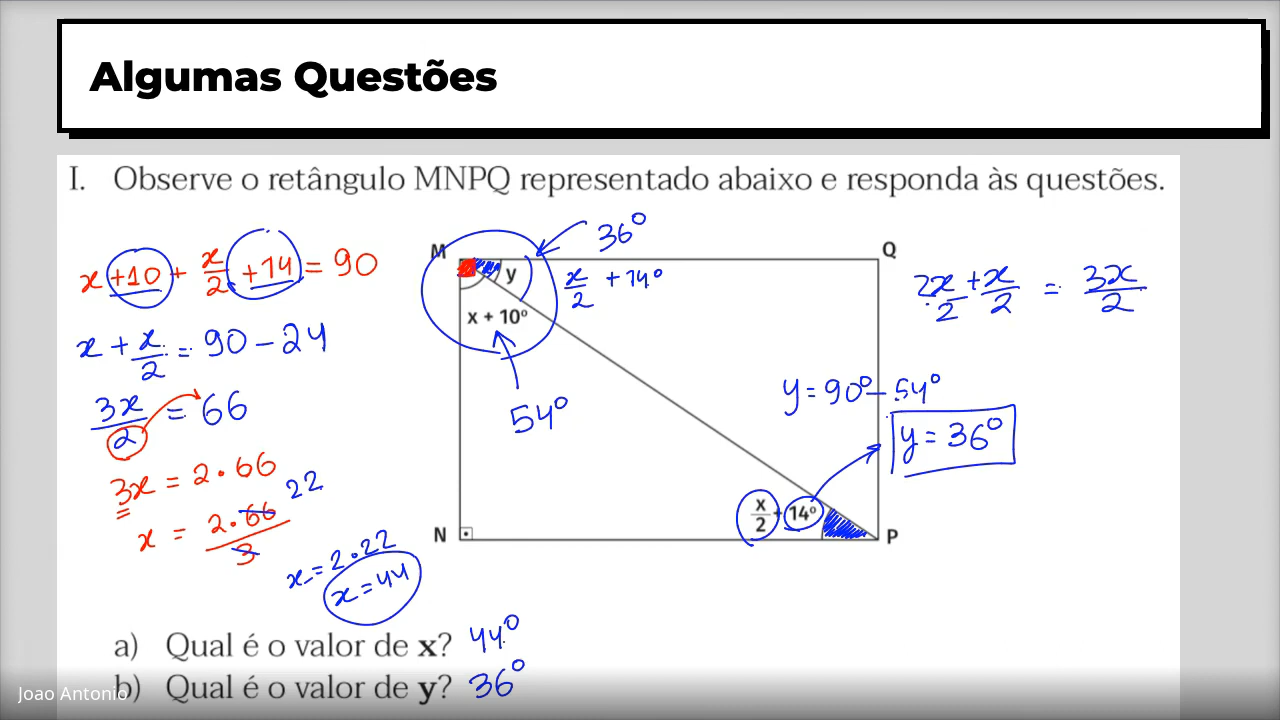 Algumas Questões
I. Observe o retângulo MNPQ representado abaixo e responda às questões.
x +10 + x/2 +14 = 90
x + x/2 = 90 - 24
3x/2 = 66
3x = 2 . 66
x = 2 . 66/3
22
x = 2 . 22
x = 44
M
36°
y
x/2 + 14°
x + 10°
54°
Q
2x/2 + x/2 = 3x/2
y = 90° - 54°
y = 36°
x/2 + 14°
N
P
a) Qual é o valor de x? 44°
b) Qual é o valor de y? 36°
Joao Antonio